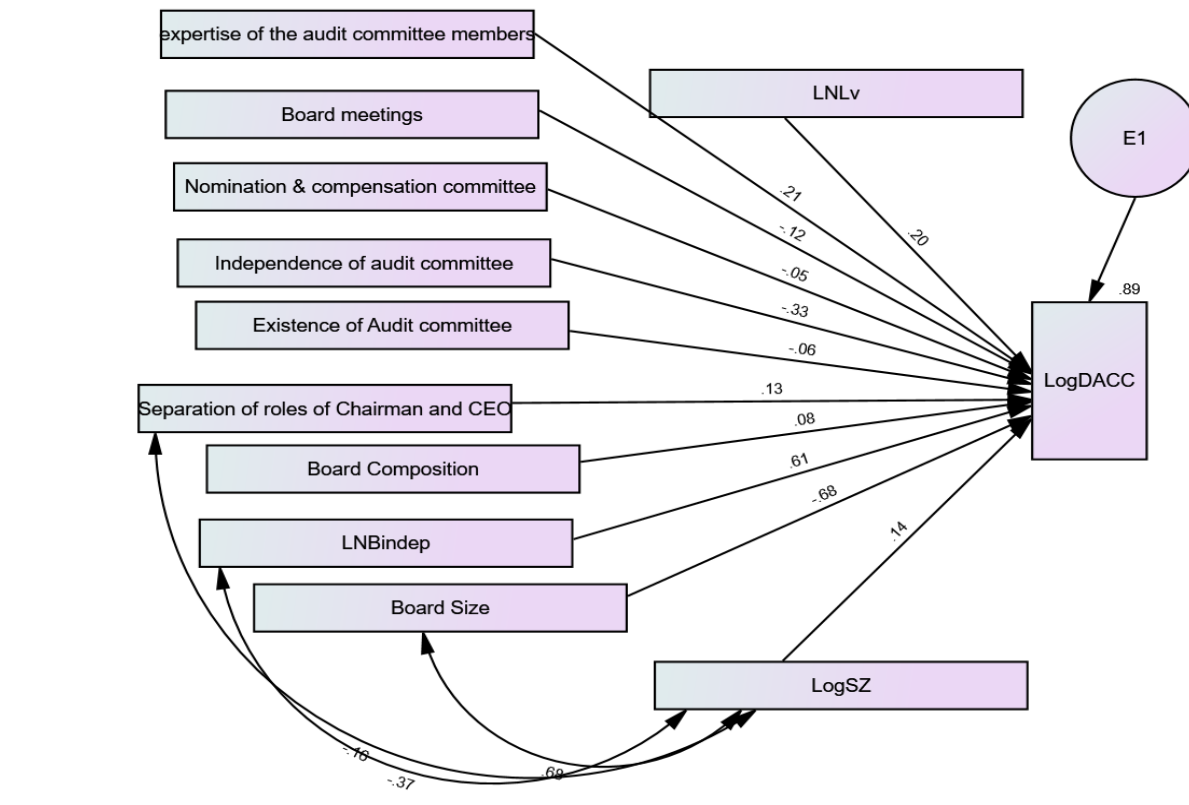 expertise of the audit committee members
LNLv
Board meetings
E1
Nomination & compensation committee
.21
-.12
.20
Independence of audit committee
-.05
.89
-.33
Existence of Audit committee
-.06
LogDACC
.13
Separation of roles of Chairman and CEO
.08
Board Composition
.61
-.68
LNBindep
.14
Board Size
LogSZ
-.16
-.37
.69